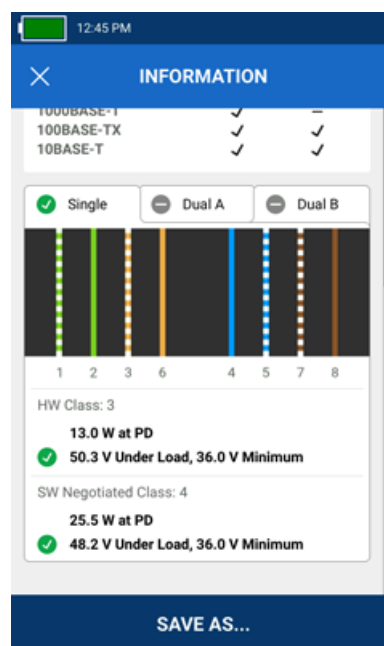 12:45 PM
INFORMATION
1000BASE-T ✓ –
100BASE-TX ✓ ✓
10BASE-T ✓ ✓
Single Dual A Dual B
1 2 3 6 4 5 7 8
HW Class: 3
13.0 W at PD
50.3 V Under Load, 36.0 V Minimum
SW Negotiated Class: 4
25.5 W at PD
48.2 V Under Load, 36.0 V Minimum
SAVE AS...